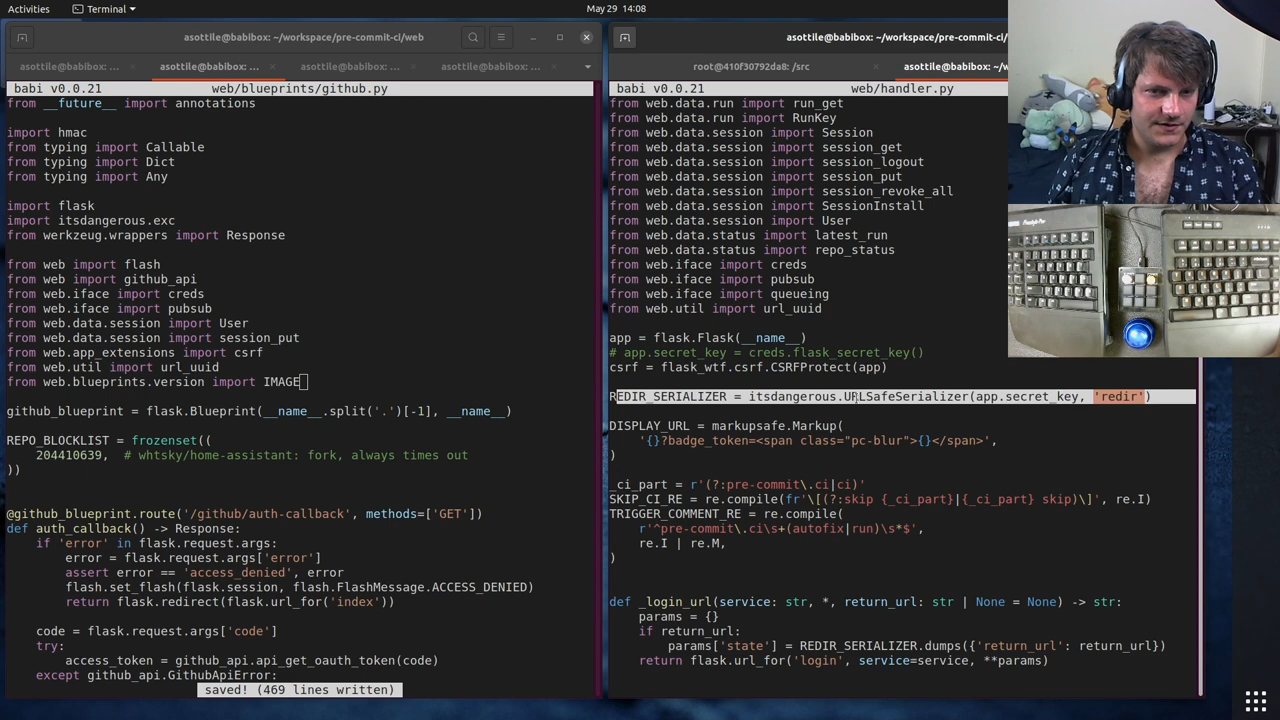 Activities
Terminal
May 29 14:08
asottile@babibox: ~/workspace/pre-commit-ci/web
asottile@babibox: ~...
asottile@babibox: ~...
asottile@babibox: ~...
asottile@babibox: ~...
babi v0.0.21 web/blueprints/github.py
from __future__ import annotations
import hmac
from typing import Callable
from typing import Dict
from typing import Any
import flask
import itsdangerous.exc
from werkzeug.wrappers import Response
from web import flash
from web import github_api
from web.iface import creds
from web.iface import pubsub
from web.data.session import User
from web.data.session import session_put
from web.app_extensions import csrf
from web.util import url_uuid
from web.blueprints.version import IMAGE
github_blueprint = flask.Blueprint(__name__.split('.')[-1], __name__)
REPO_BLOCKLIST = frozenset((
    204410639,  # whtsky/home-assistant: fork, always times out
))
@github_blueprint.route('/github/auth-callback', methods=['GET'])
def auth_callback() -> Response:
    if 'error' in flask.request.args:
        error = flask.request.args['error']
        assert error == 'access_denied', error
        flash.set_flash(flask.session, flash.FlashMessage.ACCESS_DENIED)
        return flask.redirect(flask.url_for('index'))
    code = flask.request.args['code']
    try:
        access_token = github_api.api_get_oauth_token(code)
    except github_api.GithubApiError:
saved! (469 lines written)
asottile@babibox: ~/workspace/pre-commit-ci/
root@410f30792da8: /src
asottile@babibox: ~/w
babi v0.0.21 web/handler.py
from web.data.run import run_get
from web.data.run import RunKey
from web.data.session import Session
from web.data.session import session_get
from web.data.session import session_logout
from web.data.session import session_put
from web.data.session import session_revoke_all
from web.data.session import SessionInstall
from web.data.session import User
from web.data.status import latest_run
from web.data.status import repo_status
from web.iface import creds
from web.iface import pubsub
from web.iface import queueing
from web.util import url_uuid
app = flask.Flask(__name__)
# app.secret_key = creds.flask_secret_key()
csrf = flask_wtf.csrf.CSRFProtect(app)
REDIR_SERIALIZER = itsdangerous.URLSafeSerializer(app.secret_key, 'redir')
DISPLAY_URL = markupsafe.Markup(
    '{}?badge_token=<span class="pc-blur">{}</span>',
)
_ci_part = r'(?:pre-commit\.ci|ci)'
SKIP_CI_RE = re.compile(fr'\[(?:skip {_ci_part}|{_ci_part} skip)\]', re.I)
TRIGGER_COMMENT_RE = re.compile(
    r'^pre-commit\.ci\s+(autofix|run)\s*$',
    re.I | re.M,
)
def _login_url(service: str, *, return_url: str | None = None) -> str:
    params = {}
    if return_url:
        params['state'] = REDIR_SERIALIZER.dumps({'return_url': return_url})
    return flask.url_for('login', service=service, **params)